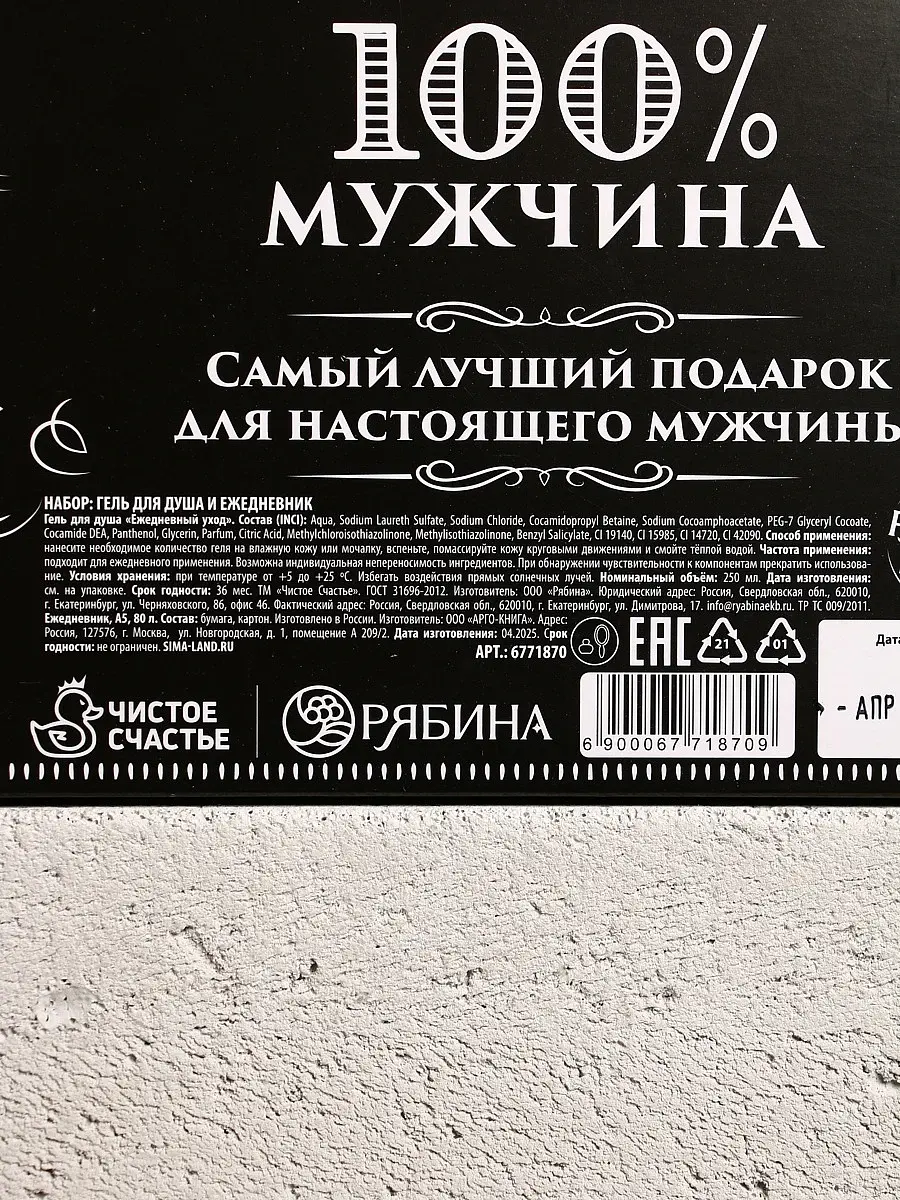 100%
МУЖЧИНА
САМЫЙ ЛУЧШИЙ ПОДАРОК
ДЛЯ НАСТОЯЩЕГО МУЖЧИНЫ
НАБОР: ГЕЛЬ ДЛЯ ДУША И ЕЖЕДНЕВНИК
Гель для душа «Ежедневный уход». Состав (INCI): Aqua, Sodium Laureth Sulfate, Sodium Chloride, Cocamidopropyl Betaine, Sodium Cocoamphoacetate, PEG-7 Glyceryl Cocoate,
Cocamide DEA, Panthenol, Glycerin, Parfum, Citric Acid, Methylchloroisothiazolinone, Methylisothiazolinone, Benzyl Salicylate, CI 19140, CI 15985, CI 14720, CI 42090. Способ применения:
нанесите необходимое количество геля на влажную кожу или мочалку, вспеньте, помассируйте кожу круговыми движениями и смойте тёплой водой. Частота применения:
подходит для ежедневного применения. Возможна индивидуальная непереносимость ингредиентов. При обнаружении чувствительности к компонентам прекратить использова-
ние. Условия хранения: при температуре от +5 до +25 °С. Избегать воздействия прямых солнечных лучей. Номинальный объём: 250 мл. Дата изготовления:
см. на упаковке. Срок годности: 36 мес. ТМ «Чистое Счастье». ГОСТ 31696-2012. Изготовитель: ООО «Рябина». Юридический адрес: Россия, Свердловская обл., 620010,
г. Екатеринбург, ул. Черняховского, 86, офис 46. Фактический адрес: Россия, Свердловская обл., 620010, г. Екатеринбург, ул. Димитрова, 17. info@ryabinaekb.ru. ТР ТС 009/2011.
Ежедневник, А5, 80 л. Состав: бумага, картон. Изготовлено в России. Изготовитель: ООО «АРГО-КНИГА». Адрес:
Россия, 127576, г. Москва, ул. Новгородская, д. 1, помещение А 209/2. Дата изготовления: 04.2025. Срок
годности: не ограничен. SIMA-LAND.RU
АРТ.: 6771870
EAC
21
01
ЧИСТОЕ
СЧАСТЬЕ
РЯБИНА
6 900067 718709
Дата
- АПР